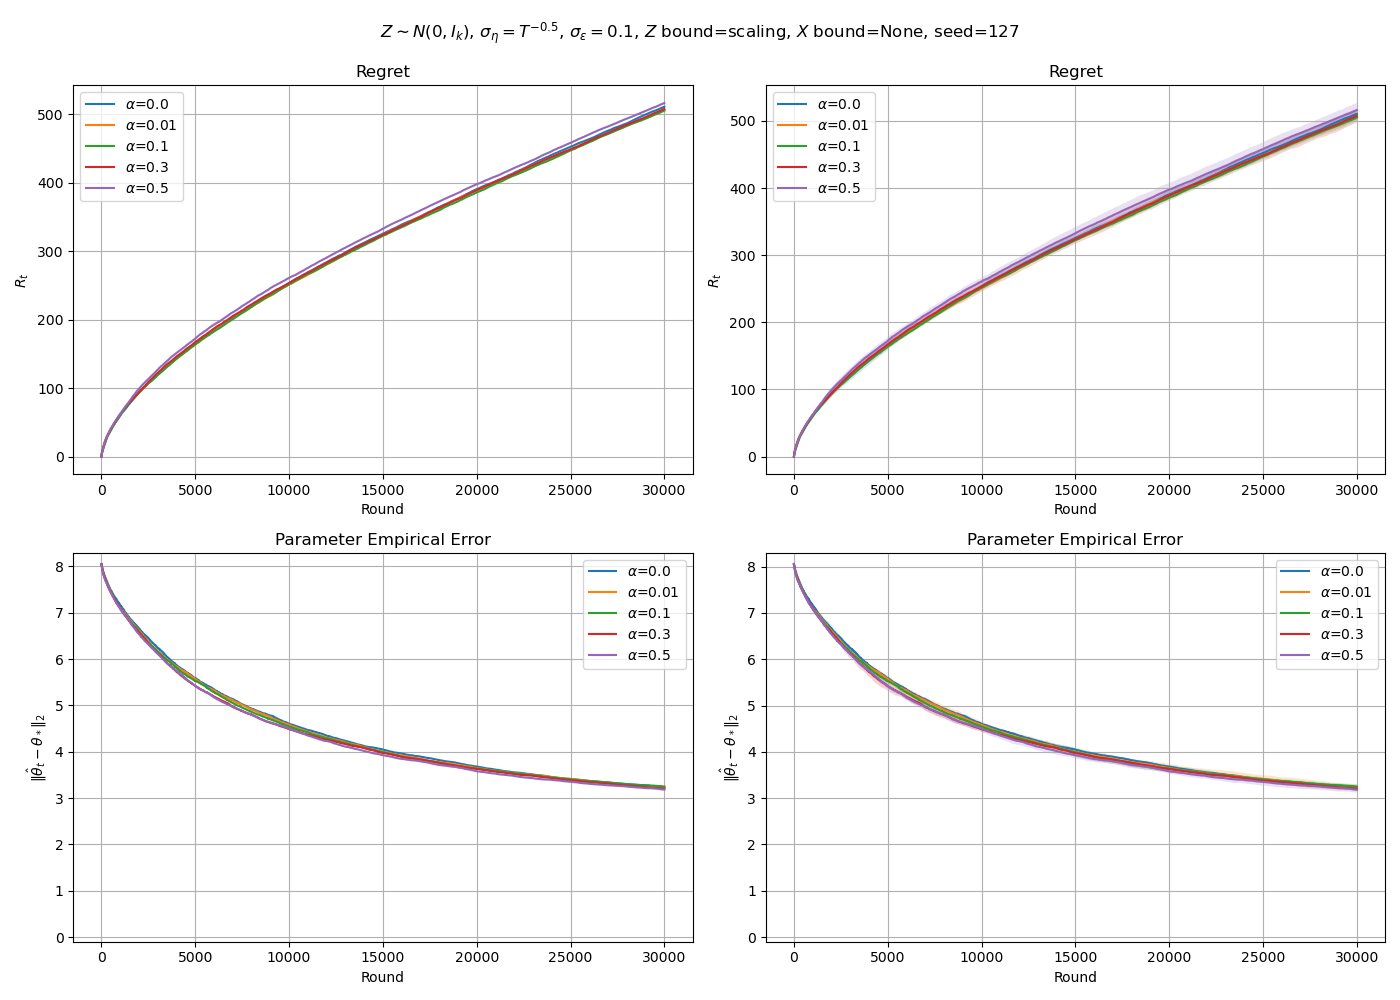 Z ∼ N(0, I_k), σ_η = T^{−0.5}, σ_ε = 0.1, Z bound=scaling, X bound=None, seed=127
Regret
R_t
500
400
300
200
100
0
α=0.0
α=0.01
α=0.1
α=0.3
α=0.5
0 5000 10000 15000 20000 25000 30000
Round
Regret
R_t
500
400
300
200
100
0
α=0.0
α=0.01
α=0.1
α=0.3
α=0.5
0 5000 10000 15000 20000 25000 30000
Round
Parameter Empirical Error
‖θ̂_t − θ_*‖_2
8
7
6
5
4
3
2
1
0
α=0.0
α=0.01
α=0.1
α=0.3
α=0.5
0 5000 10000 15000 20000 25000 30000
Round
Parameter Empirical Error
‖θ̂_t − θ_*‖_2
8
7
6
5
4
3
2
1
0
α=0.0
α=0.01
α=0.1
α=0.3
α=0.5
0 5000 10000 15000 20000 25000 30000
Round